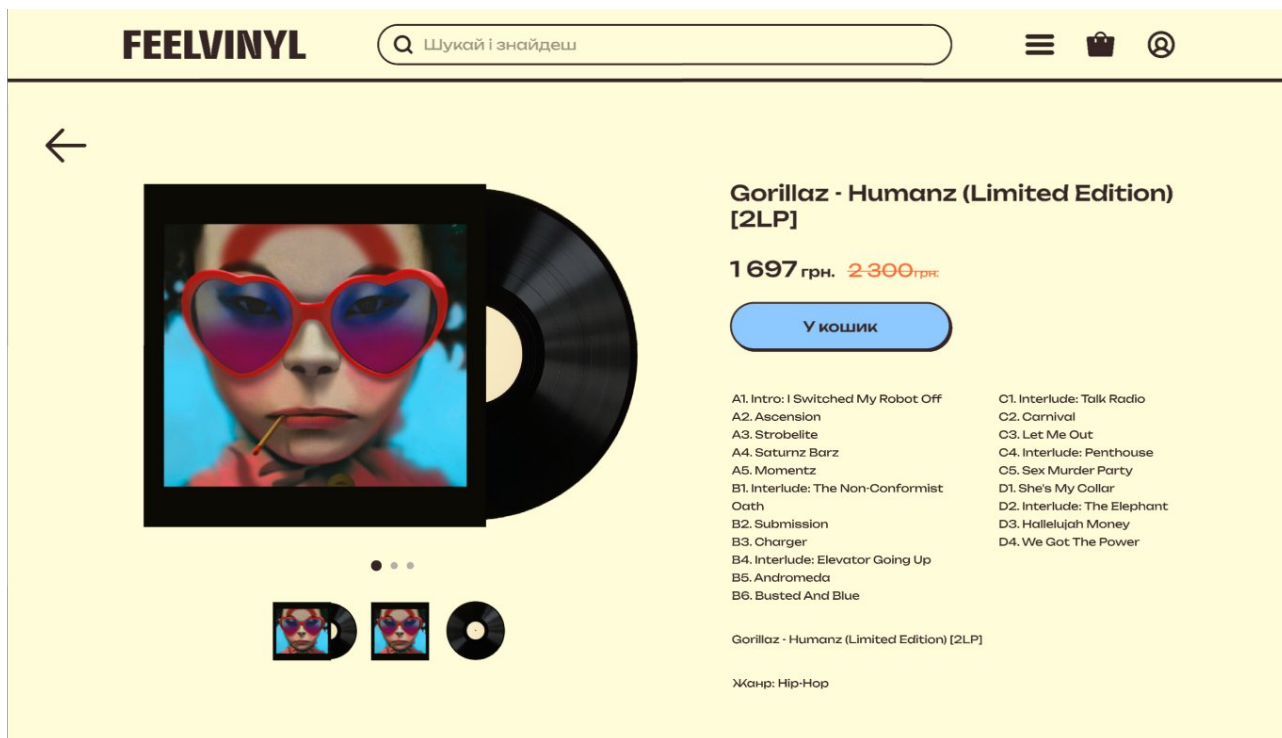 FEELVINYL
Шукай і знайдеш
Gorillaz - Humanz (Limited Edition)
[2LP]
1 697 грн. 2 300 грн.
У кошик
A1. Intro: I Switched My Robot Off
A2. Ascension
A3. Strobelite
A4. Saturnz Barz
A5. Momentz
B1. Interlude: The Non-Conformist
Oath
B2. Submission
B3. Charger
B4. Interlude: Elevator Going Up
B5. Andromeda
B6. Busted And Blue
C1. Interlude: Talk Radio
C2. Carnival
C3. Let Me Out
C4. Interlude: Penthouse
C5. Sex Murder Party
D1. She's My Collar
D2. Interlude: The Elephant
D3. Hallelujah Money
D4. We Got The Power
Gorillaz - Humanz (Limited Edition) [2LP]
Жанр: Hip-Hop